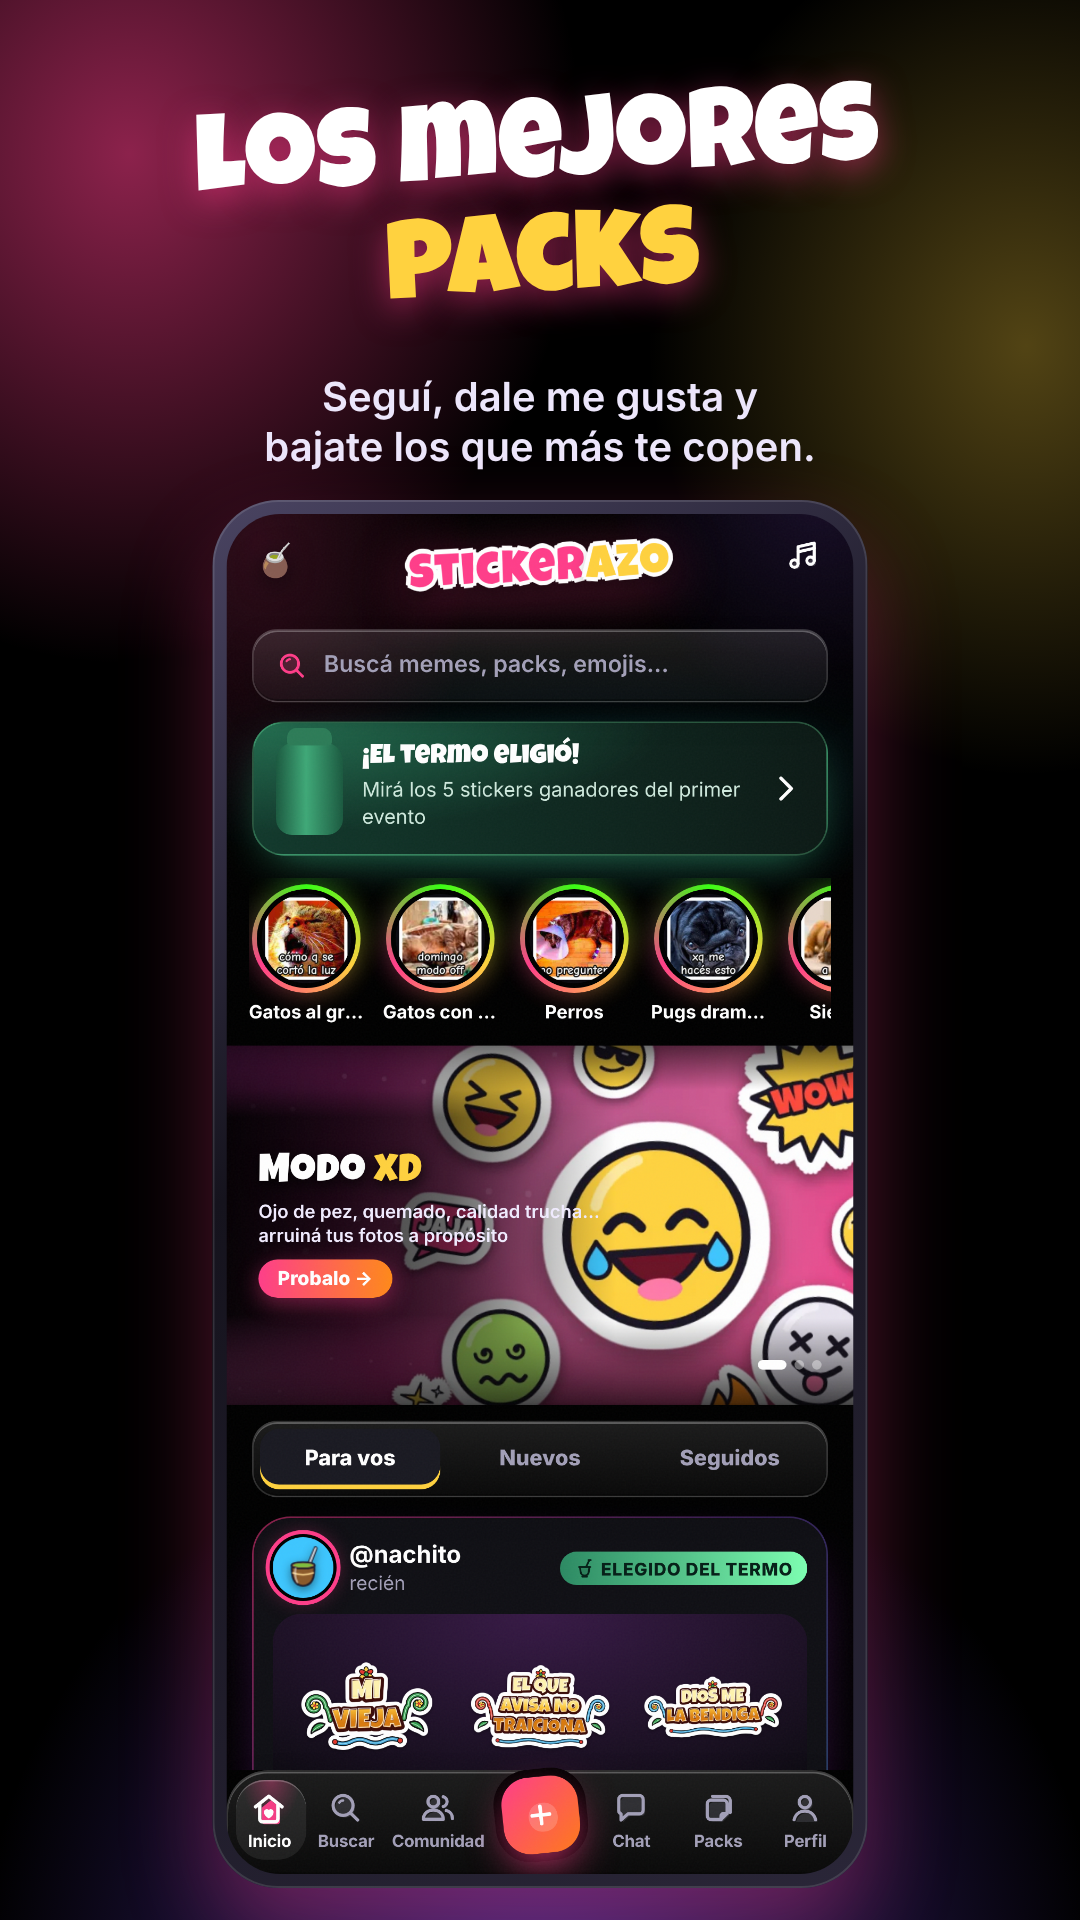 Los mejores
PACKS
Seguí, dale me gusta y
bajate los que más te copen.
STICKERAZO
Buscá memes, packs, emojis...
¡El Termo eligió!
Mirá los 5 stickers ganadores del primer
evento
cómo q se
cortó la luz
domingo
modo off
no pregunten
xq me
hacés esto
a
Gatos al gr...
Gatos con ...
Perros
Pugs dram...
Sie
WOW
MODO XD
Ojo de pez, quemado, calidad trucha...
arruiná tus fotos a propósito
JAJA
Probalo →
Para vos
Nuevos
Seguidos
@nachito
recién
ELEGIDO DEL TERMO
MI
VIEJA
EL QUE
AVISA NO
TRAICIONA
DIOS ME
LA BENDIGA
Inicio
Buscar
Comunidad
Chat
Packs
Perfil